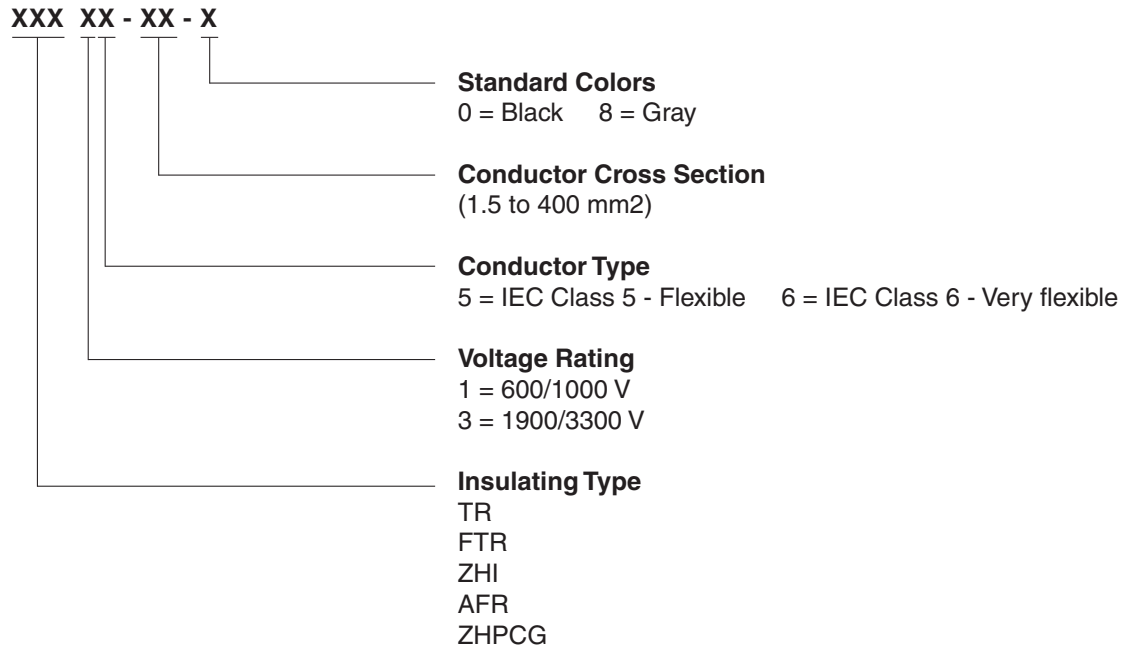 XXX XX - XX - X
Standard Colors
0 = Black 8 = Gray
Conductor Cross Section
(1.5 to 400 mm2)
Conductor Type
5 = IEC Class 5 - Flexible 6 = IEC Class 6 - Very flexible
Voltage Rating
1 = 600/1000 V
3 = 1900/3300 V
Insulating Type
TR
FTR
ZHI
AFR
ZHPCG